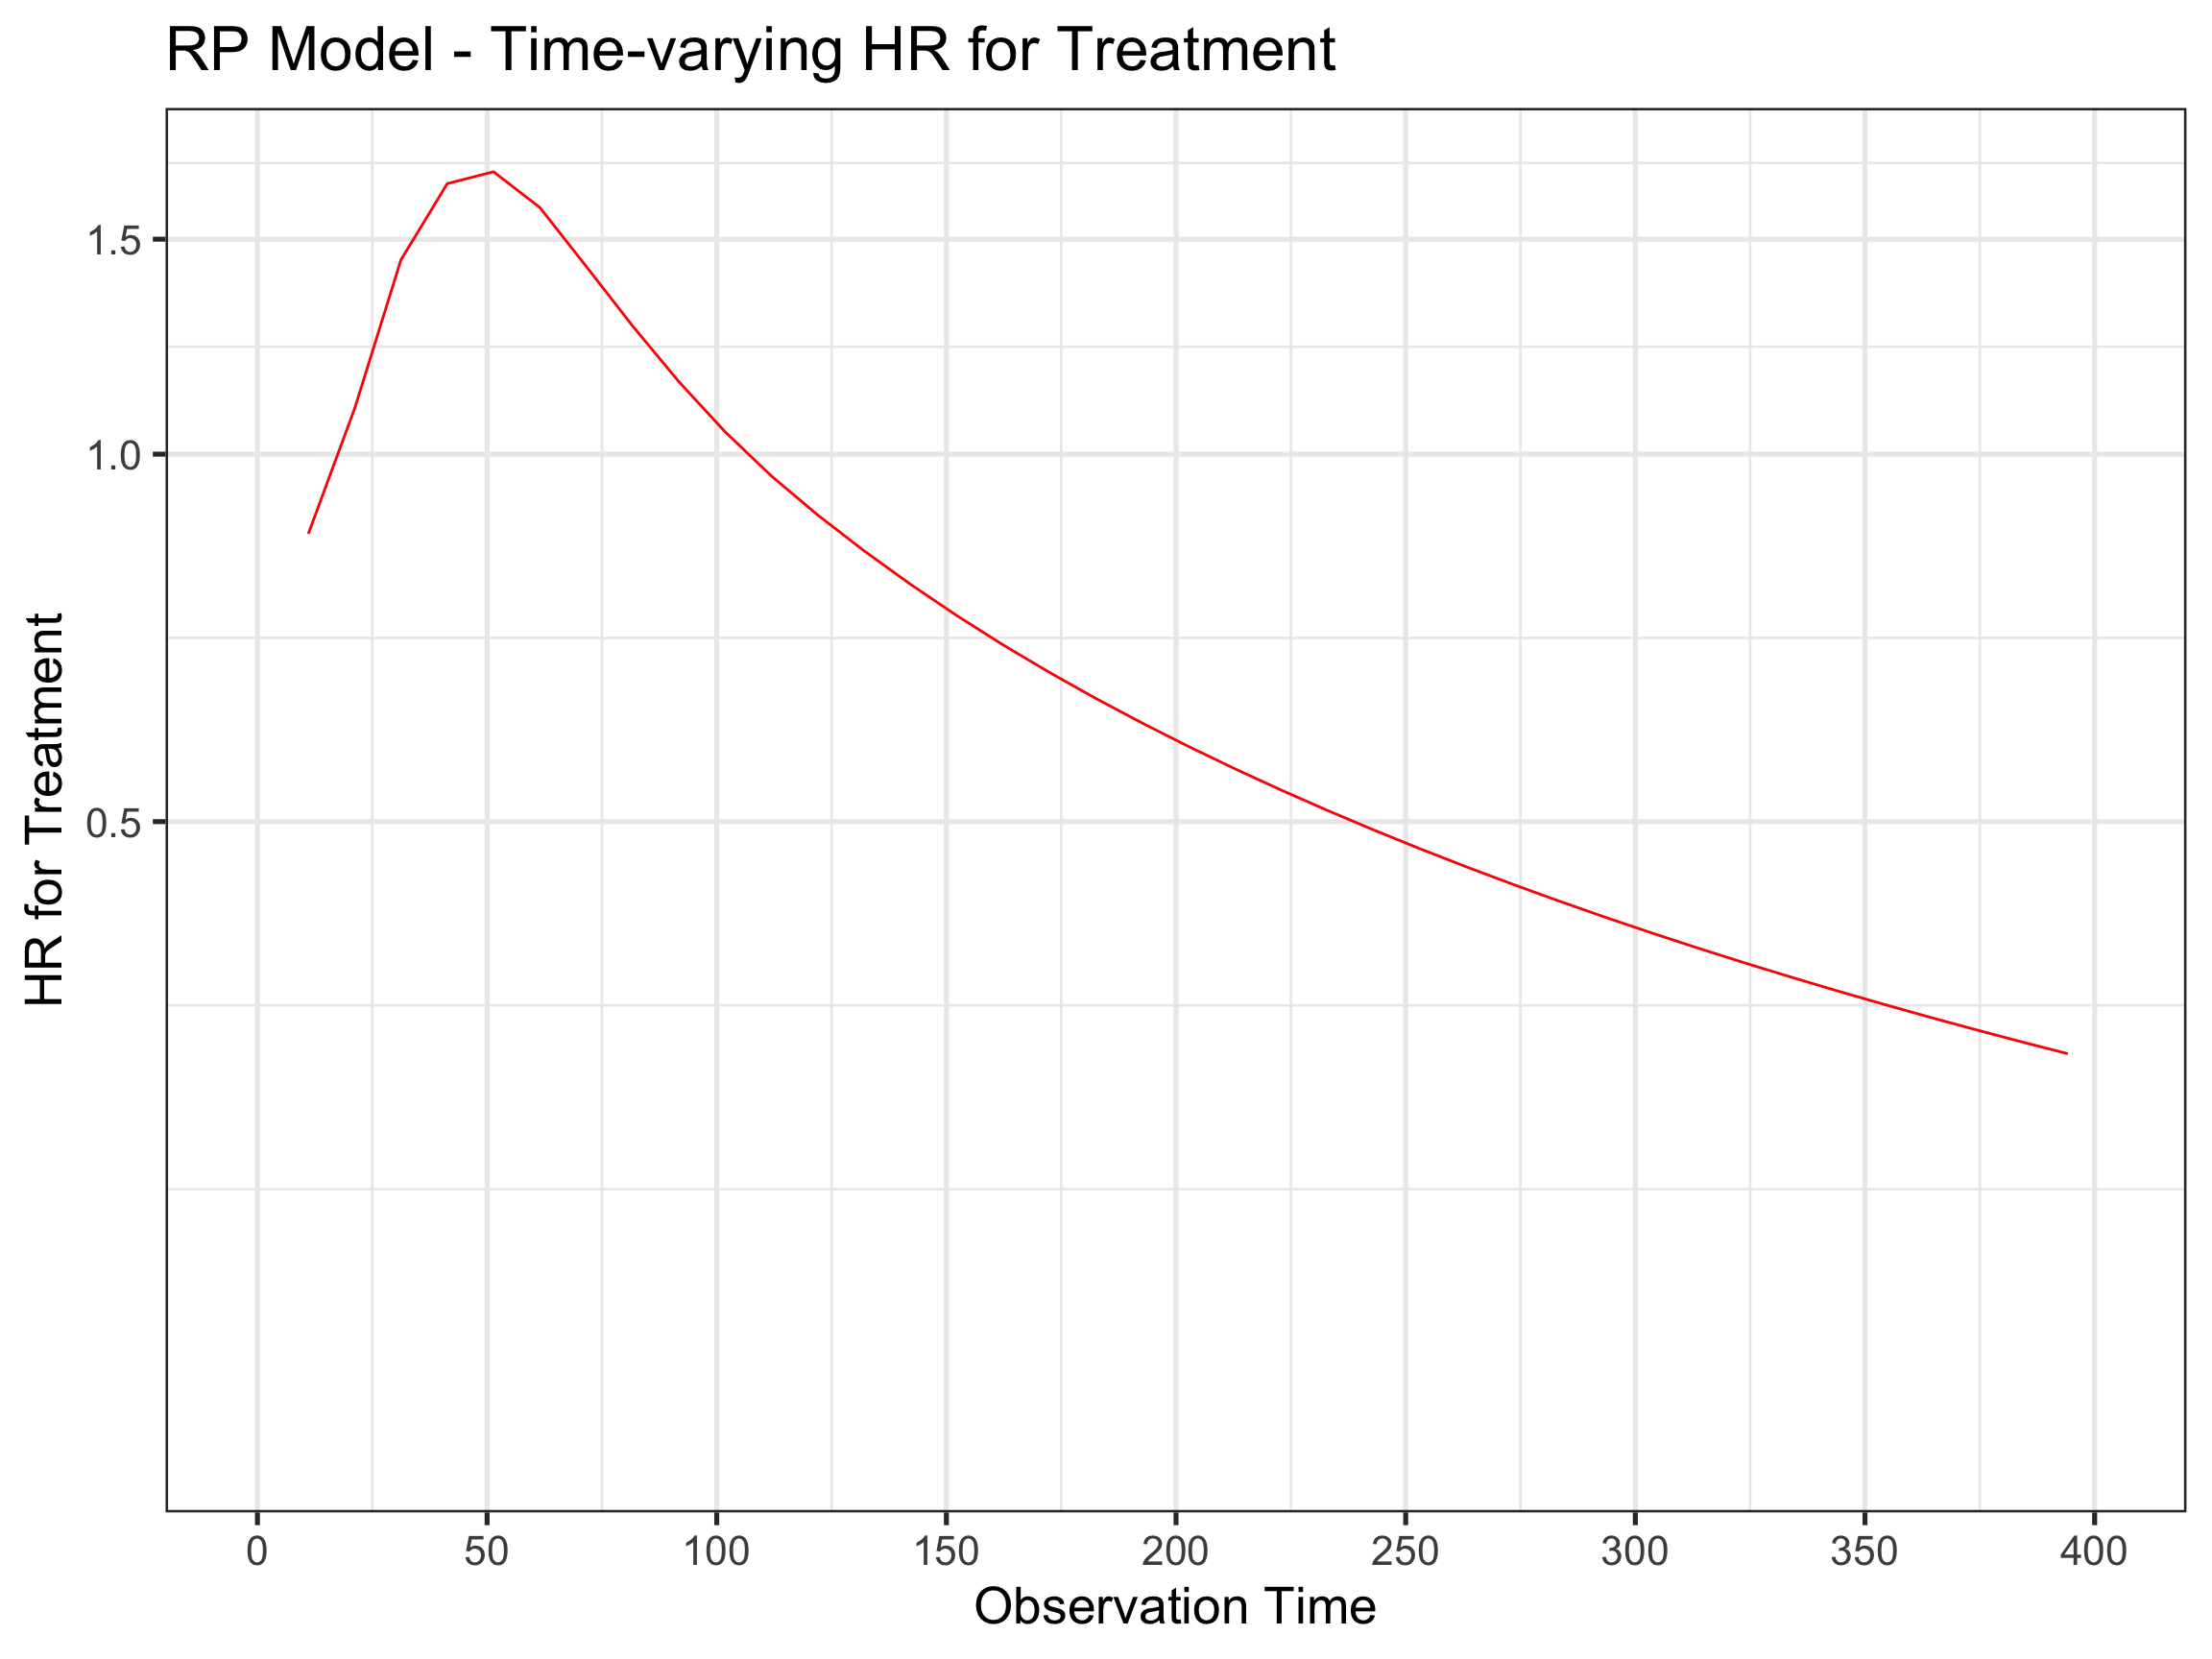 RP Model - Time-varying HR for Treatment
HR for Treatment
1.5
1.0
0.5
0 50 100 150 200 250 300 350 400
Observation Time